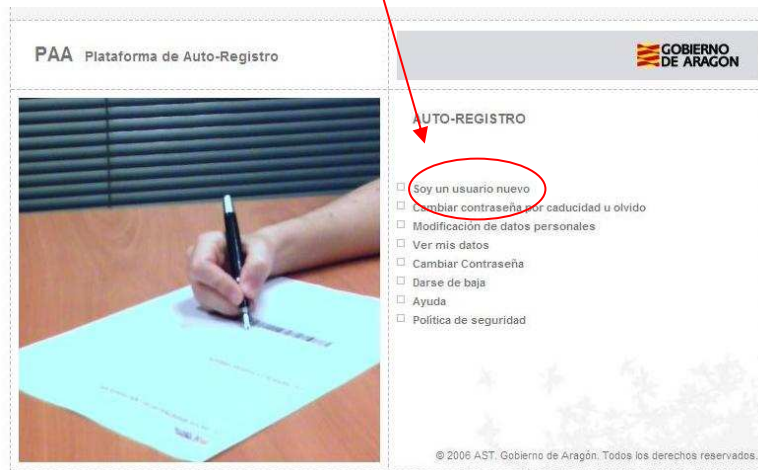 PAA Plataforma de Auto-Registro
GOBIERNO
DE ARAGON
AUTO-REGISTRO
Soy un usuario nuevo
Cambiar contraseña por caducidad u olvido
Modificación de datos personales
Ver mis datos
Cambiar Contraseña
Darse de baja
Ayuda
Política de seguridad
© 2006 AST. Gobierno de Aragón. Todos los derechos reservados.